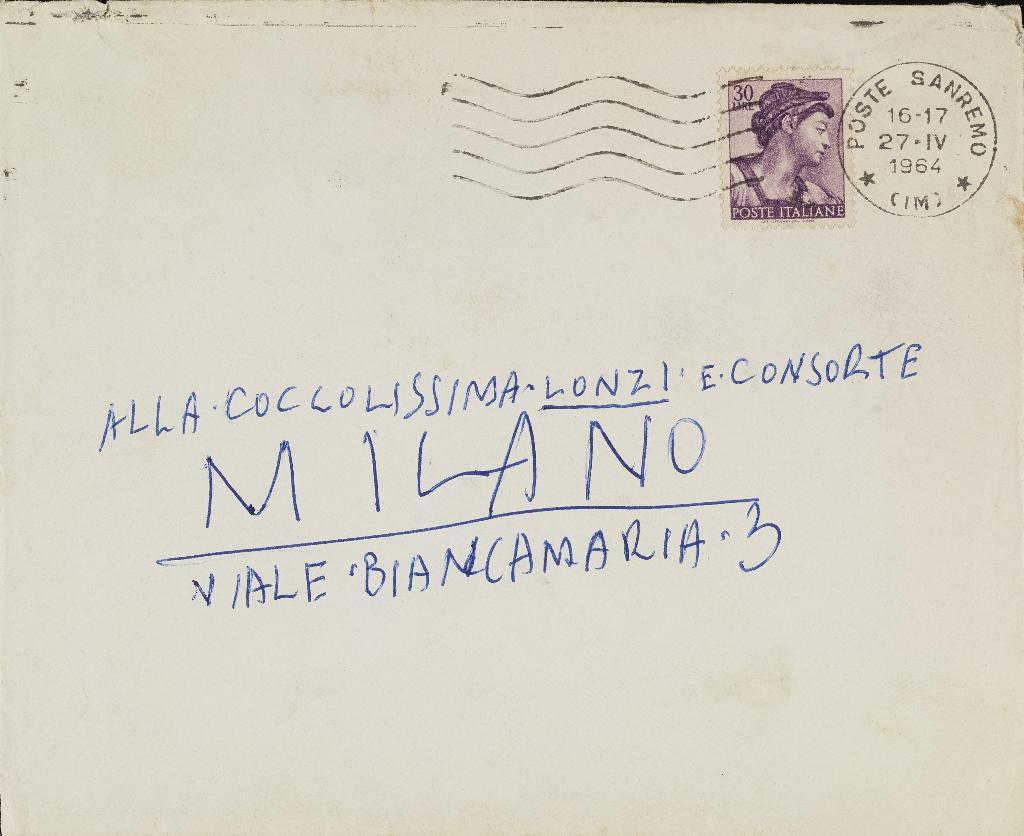 30
LIRE
POSTE ITALIANE
POSTE SANREMO
16-17
27·IV
1964
(IM)
ALLA·COCCOLISSIMA·LONZI·E·CONSORTE
MILANO
VIALE·BIANCAMARIA·3